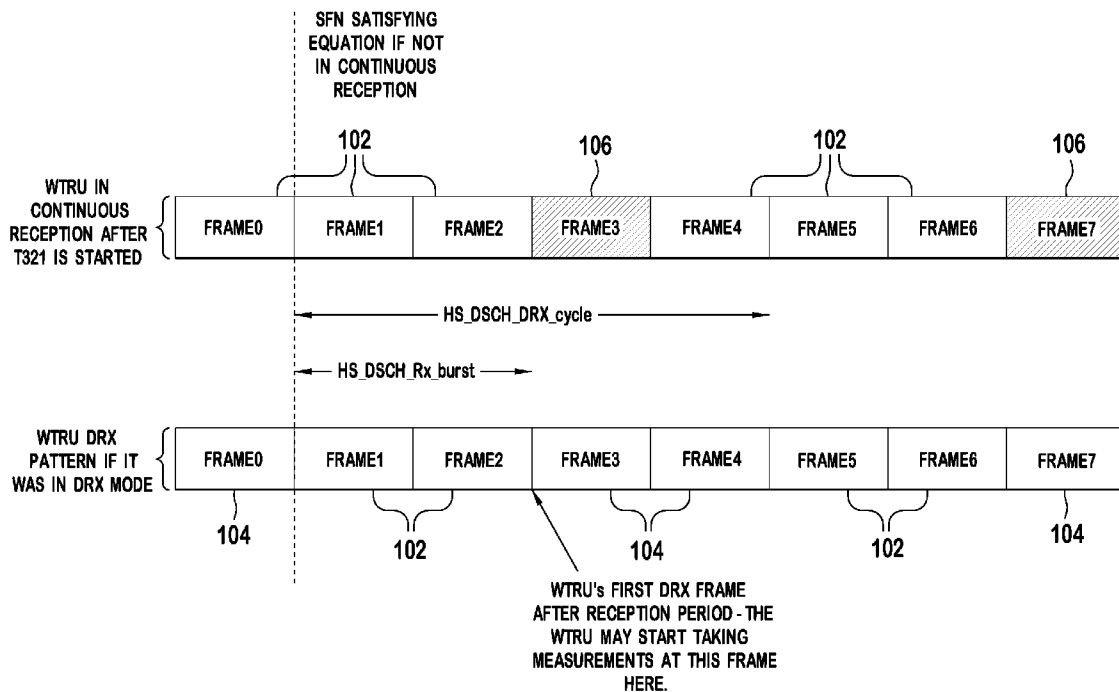 SFN SATISFYING
EQUATION IF NOT
IN CONTINUOUS
RECEPTION
102
106
102
106
WTRU IN
CONTINUOUS
RECEPTION AFTER
T321 IS STARTED
FRAME0 FRAME1 FRAME2 FRAME3 FRAME4 FRAME5 FRAME6 FRAME7
HS_DSCH_DRX_cycle
HS_DSCH_Rx_burst
WTRU DRX
PATTERN IF IT
WAS IN DRX MODE
FRAME0 FRAME1 FRAME2 FRAME3 FRAME4 FRAME5 FRAME6 FRAME7
104
102
104
102
104
WTRU's FIRST DRX FRAME
AFTER RECEPTION PERIOD - THE
WTRU MAY START TAKING
MEASUREMENTS AT THIS FRAME
HERE.